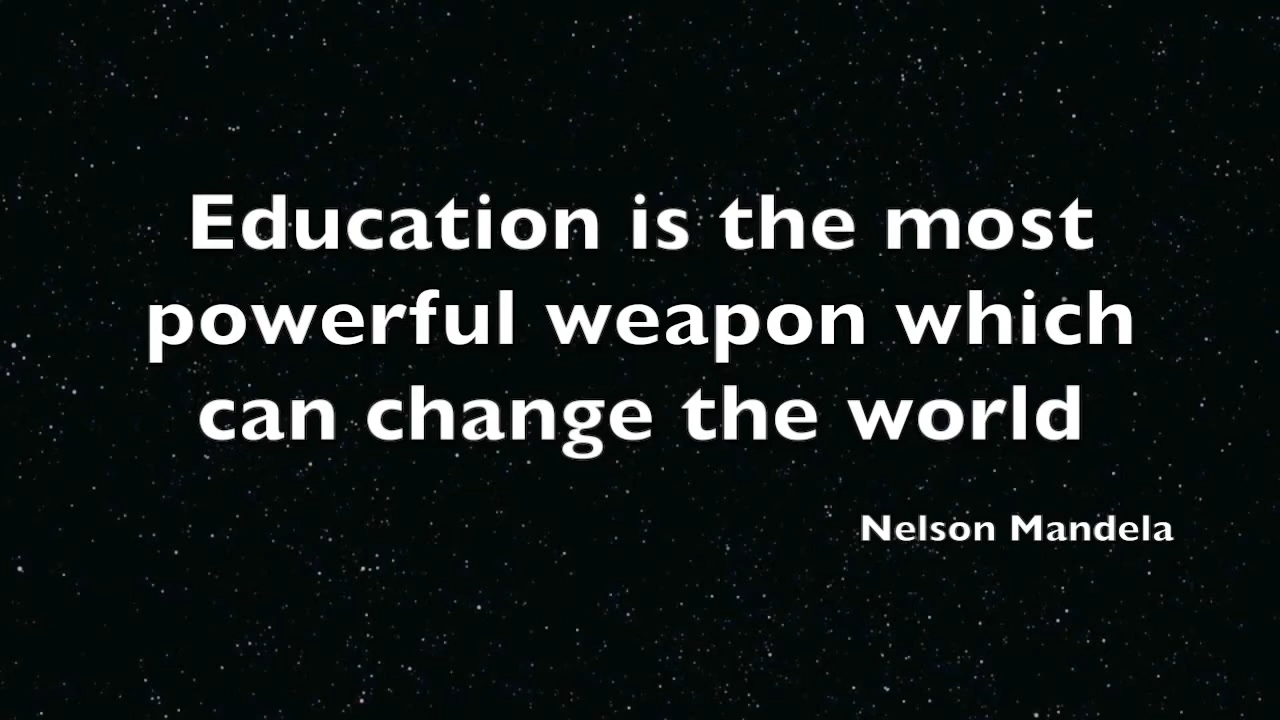 Education is the most
powerful weapon which
can change the world
Nelson Mandela